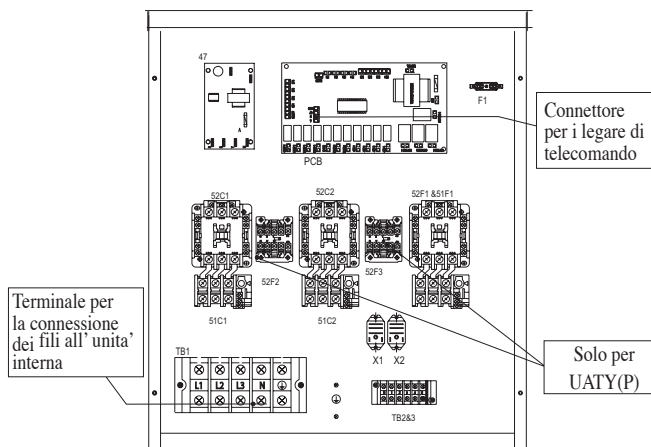 47
F1
Connettore
per i legare di
telecomando
PCB
52C1
52C2
52F1 &51F1
52F2
52F3
51C1
51C2
Terminale per
la connessione
dei fili all' unita'
interna
X1
X2
Solo per
UATY(P)
TB1
L1 L2 L3 N
TB2&3